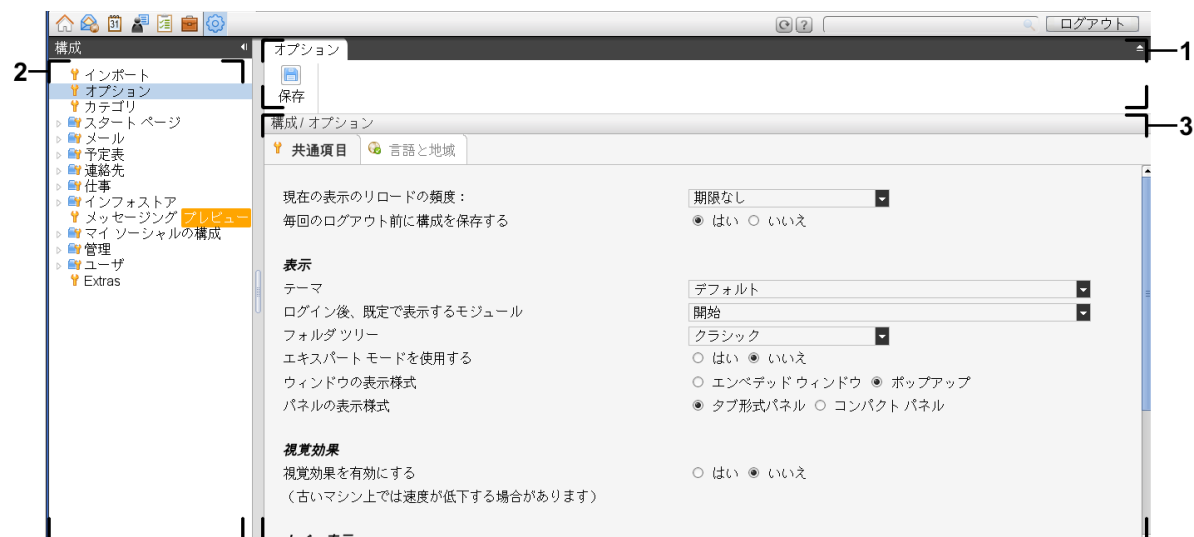 31
? ログアウト
構成
オプション
1
2
保存
インポート
オプション
カテゴリ
スタート ページ
メール
予定表
連絡先
仕事
インフォストア
メッセージング プレビュー
マイ ソーシャルの構成
管理
ユーザ
Extras
構成/ オプション
3
共通項目 言語と地域
現在の表示のリロードの頻度： 期限なし
毎回のログアウト前に構成を保存する はい いいえ
表示
テーマ デフォルト
ログイン後、既定で表示するモジュール 開始
フォルダ ツリー クラシック
エキスパート モードを使用する はい いいえ
ウィンドウの表示様式 エンベデッド ウィンドウ ポップアップ
パネルの表示様式 タブ形式パネル コンパクト パネル
視覚効果
視覚効果を有効にする はい いいえ
（古いマシン上では速度が低下する場合があります）